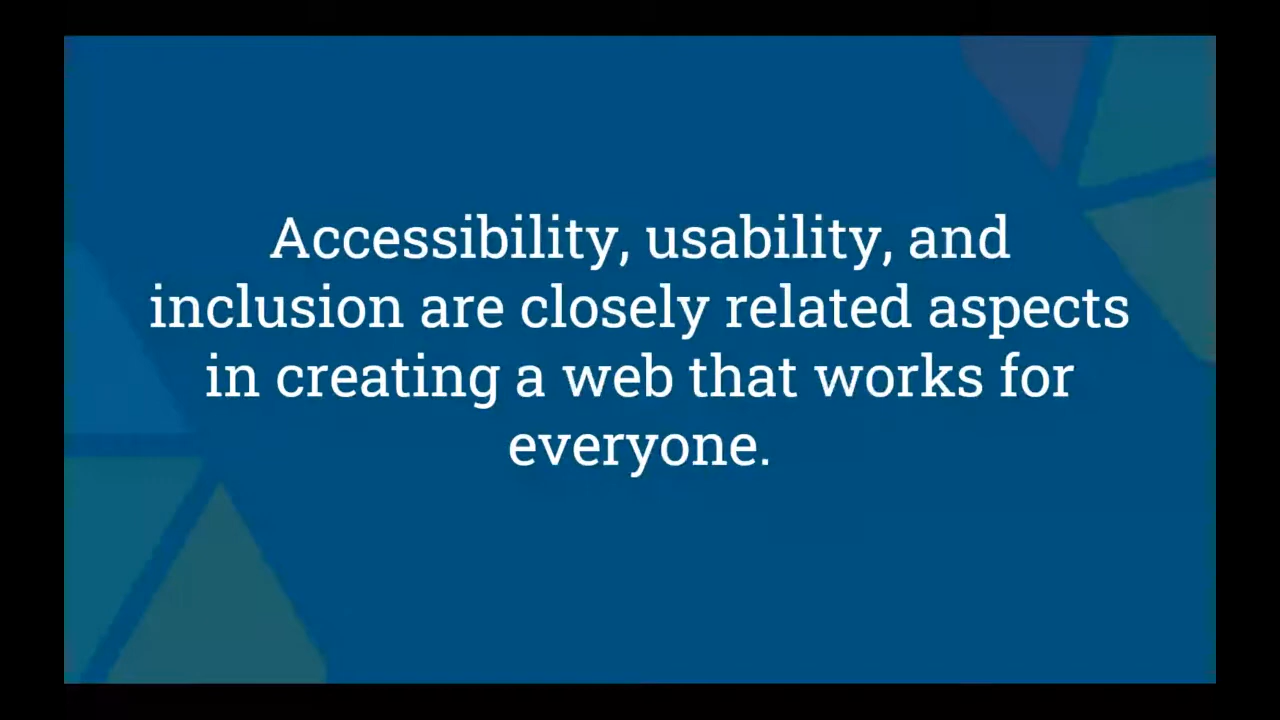 Accessibility, usability, and
inclusion are closely related aspects
in creating a web that works for
everyone.